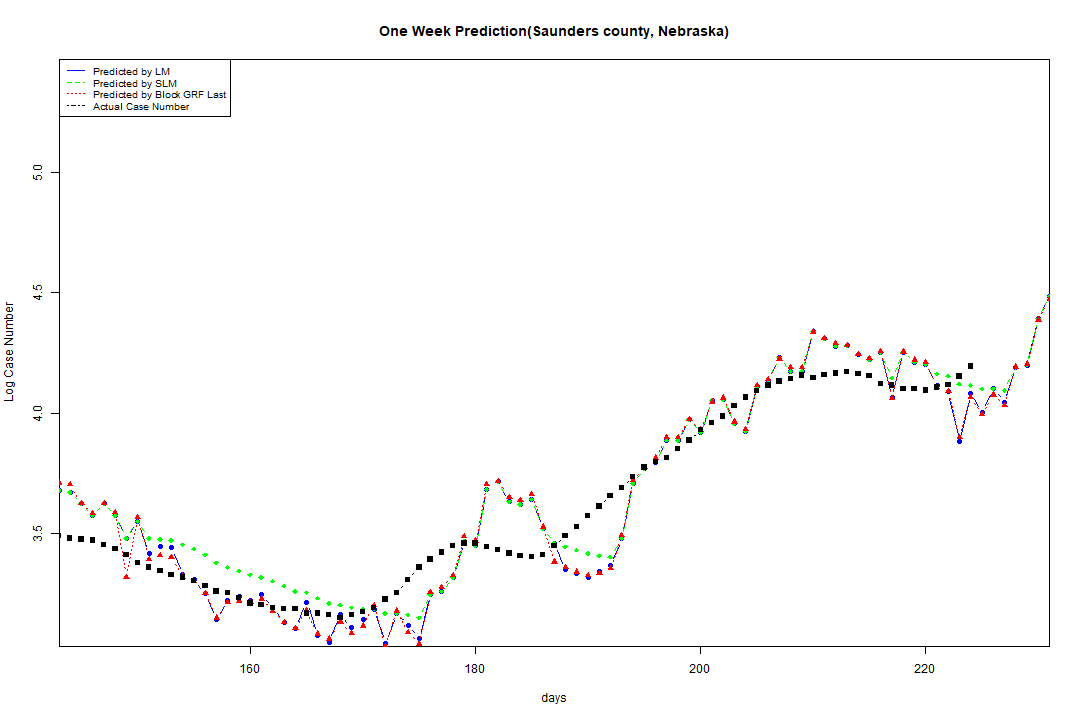 One Week Prediction(Saunders county, Nebraska)
Predicted by LM
Predicted by SLM
Predicted by Block GRF Last
Actual Case Number
5.0
4.5
4.0
3.5
Log Case Number
160 180 200 220
days